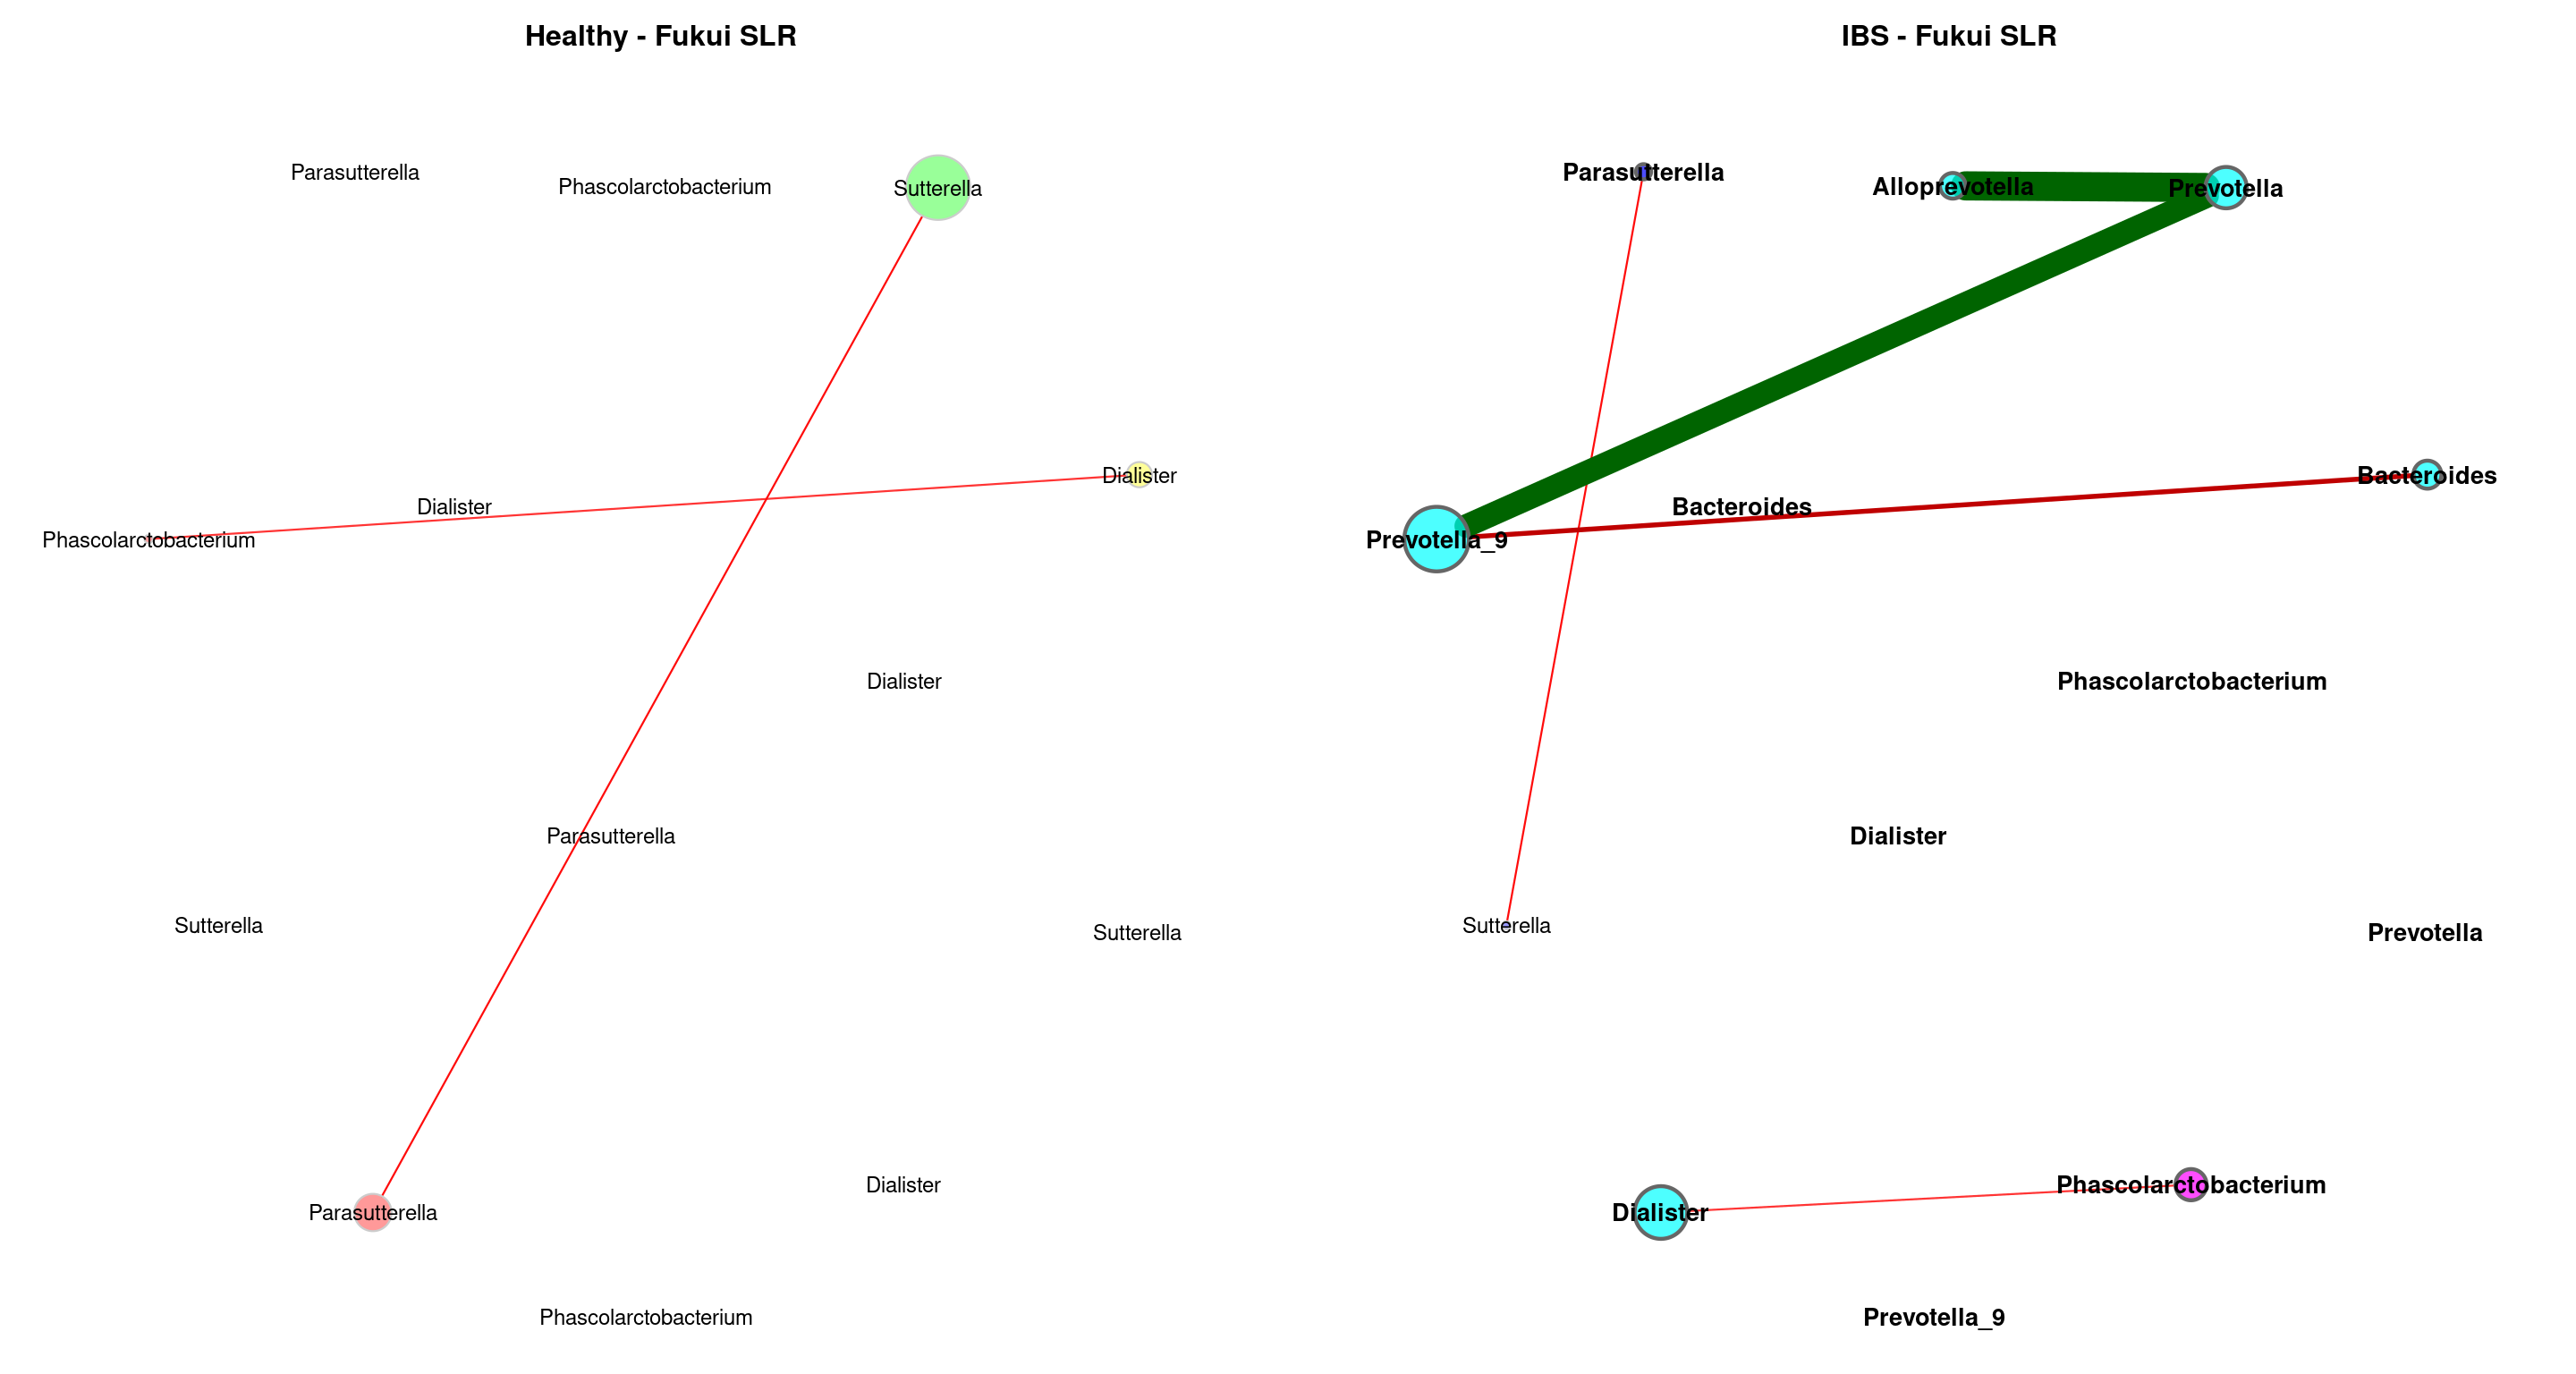 Healthy - Fukui SLR
Parasutterella
Phascolarctobacterium
Sutterella
Dialister
Dialister
Phascolarctobacterium
Dialister
Parasutterella
Sutterella
Sutterella
Dialister
Parasutterella
Phascolarctobacterium
IBS - Fukui SLR
Parasutterella
Alloprevotella
Prevotella
Bacteroides
Bacteroides
Prevotella_9
Phascolarctobacterium
Dialister
Sutterella
Prevotella
Phascolarctobacterium
Dialister
Prevotella_9